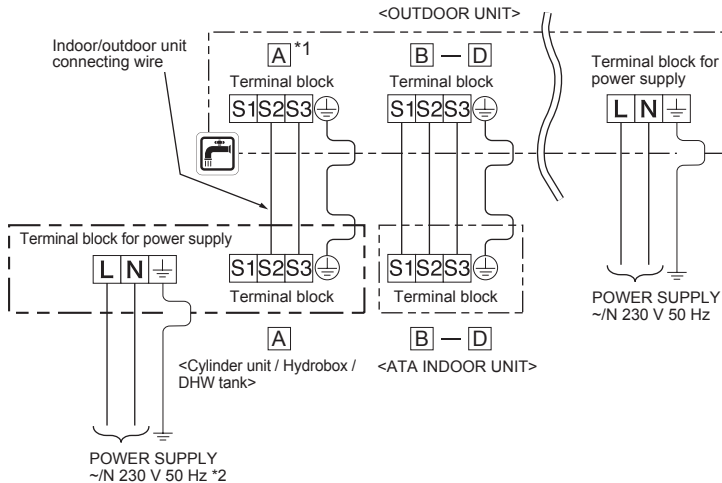 <OUTDOOR UNIT>
Indoor/outdoor unit
connecting wire
A *1
B — D
Terminal block
Terminal block
Terminal block for
power supply
S1 S2 S3
S1 S2 S3
L N
Terminal block for power supply
L N
S1 S2 S3
S1 S2 S3
Terminal block
Terminal block
POWER SUPPLY
~/N 230 V 50 Hz
A
B — D
<Cylinder unit / Hydrobox /
DHW tank>
<ATA INDOOR UNIT>
POWER SUPPLY
~/N 230 V 50 Hz *2